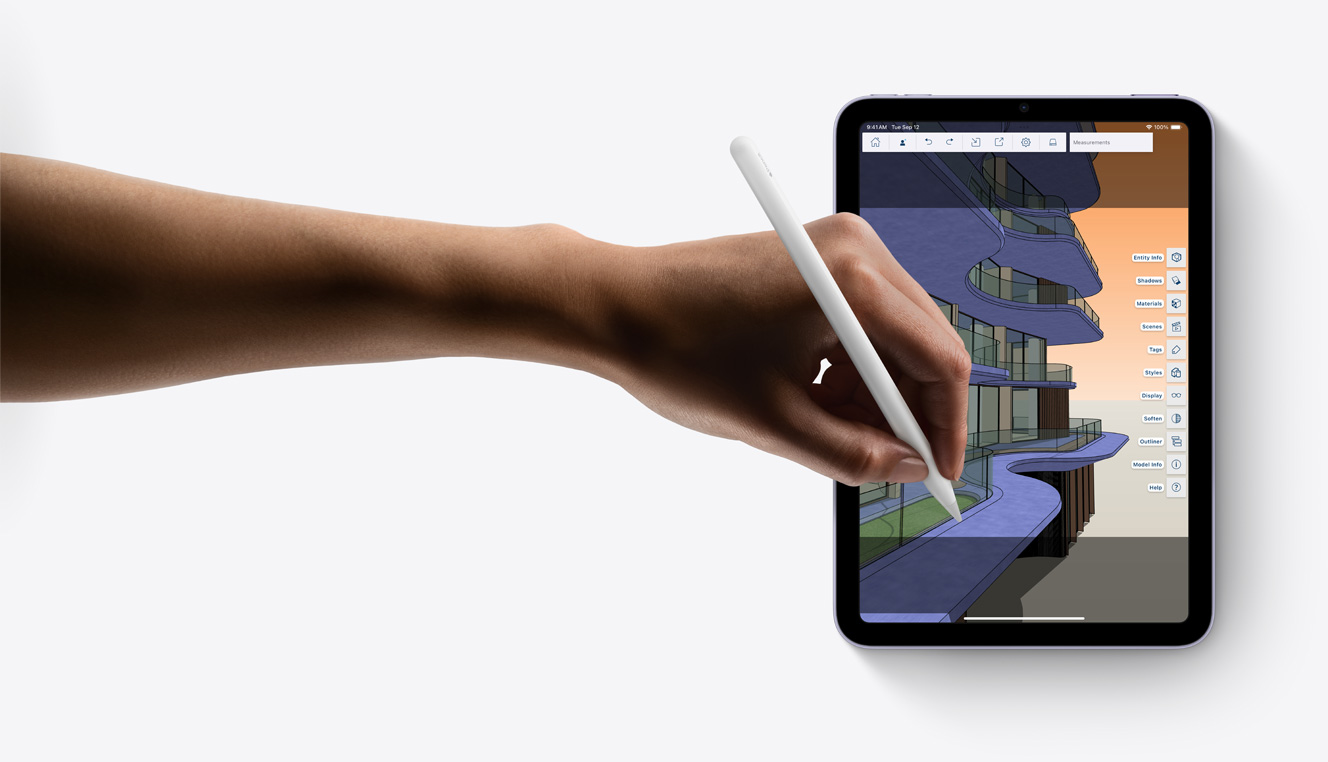 9:41 AM Tue Sep 12
100%
Measurements
Entity Info
Shadows
Materials
Scenes
Tags
Styles
Display
Soften
Outliner
Model Info
Help